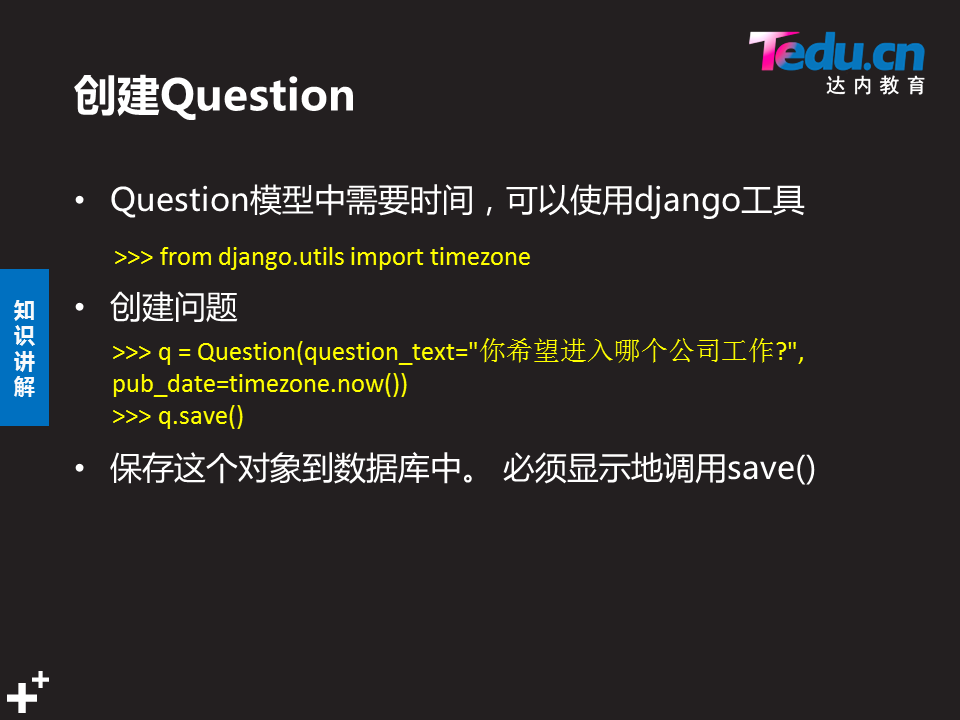 Tedu.cn
达内教育
创建Question
• Question模型中需要时间，可以使用django工具
>>> from django.utils import timezone
• 创建问题
>>> q = Question(question_text="你希望进入哪个公司工作?",
pub_date=timezone.now())
>>> q.save()
• 保存这个对象到数据库中。 必须显示地调用save()
知识讲解